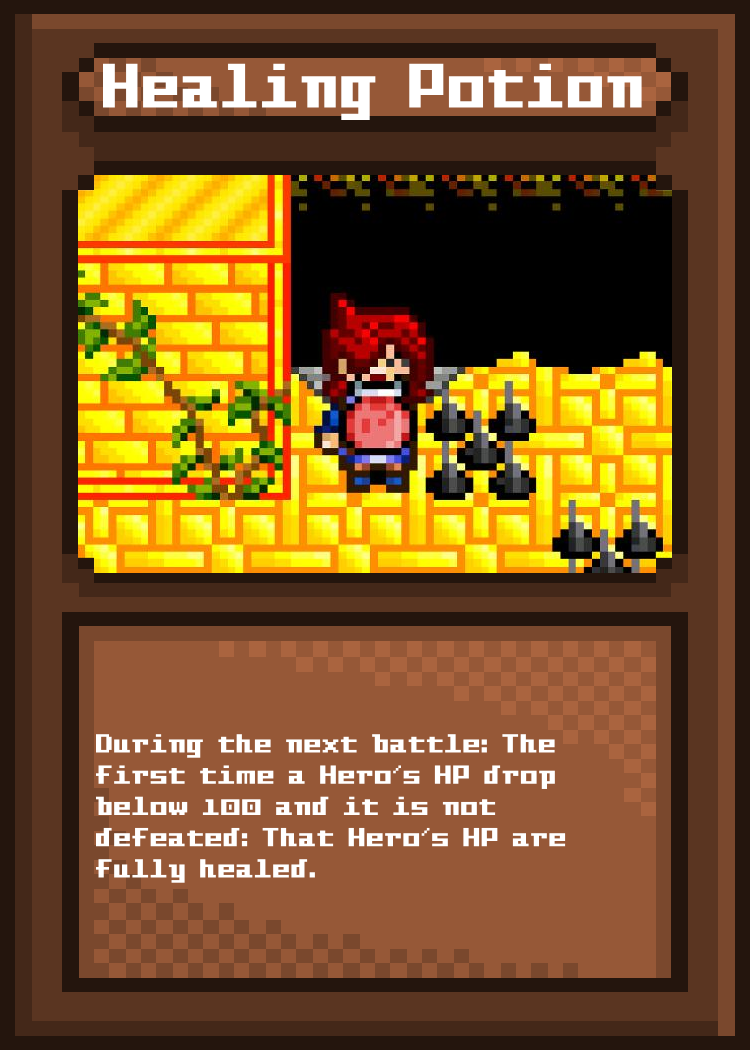 Healing Potion
During the next battle: The
first time a Hero's HP drop
below 100 and it is not
defeated: That Hero's HP are
fully healed.